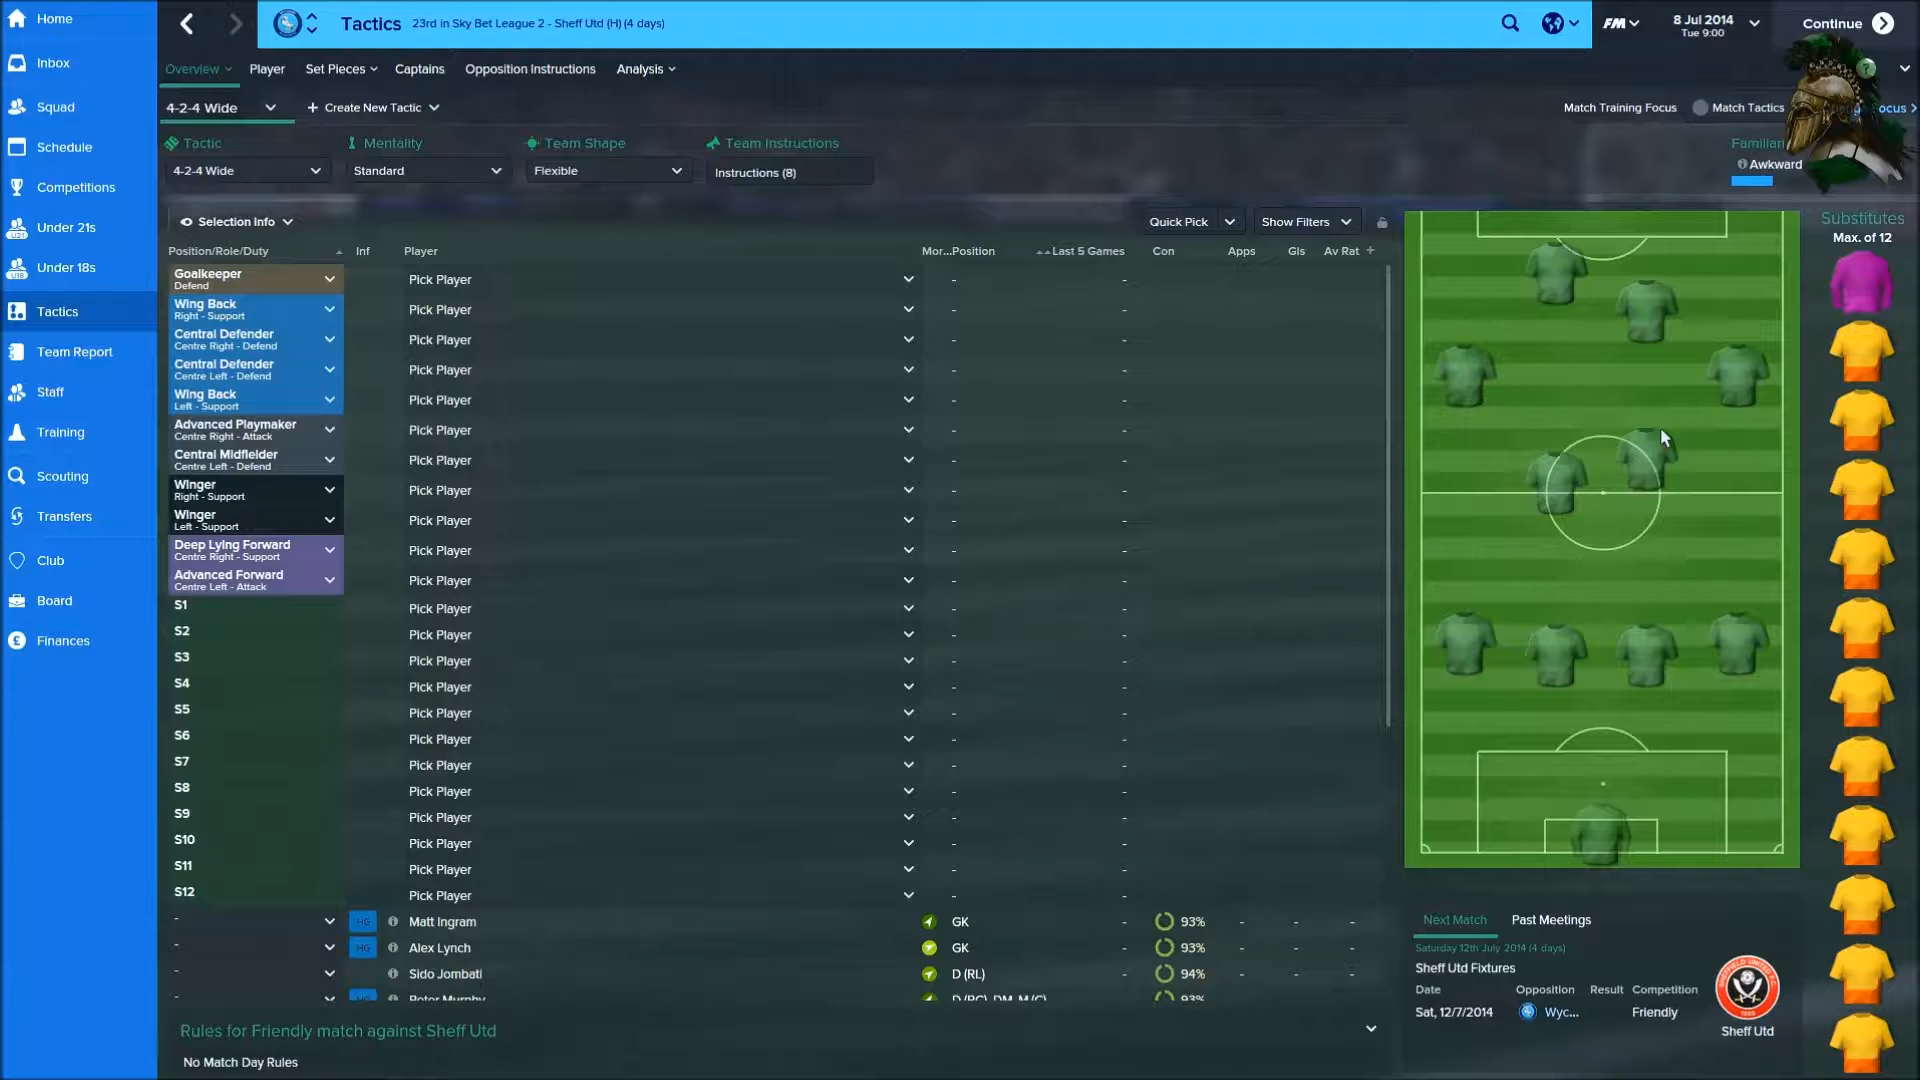 Home
Inbox
Squad
Schedule
Competitions
Under 21s
Under 18s
Tactics
Team Report
Staff
Training
Scouting
Transfers
Club
Board
Finances
Tactics 23rd in Sky Bet League 2 - Sheff Utd (H) (4 days)
FM
8 Jul 2014
Tue 9:00
Continue
Overview Player Set Pieces Captains Opposition Instructions Analysis
4-2-4 Wide + Create New Tactic
Match Training Focus Match Tactics ocus
Tactic Mentality Team Shape Team Instructions
4-2-4 Wide Standard Flexible Instructions (8)
Awkward
Selection Info Quick Pick Show Filters
Position/Role/Duty Inf Player Mor... Position Last 5 Games Con Apps Gls Av Rat +
Goalkeeper
Defend
Pick Player - -
Wing Back
Right - Support
Pick Player - -
Central Defender
Centre Right - Defend
Pick Player - -
Central Defender
Centre Left - Defend
Pick Player - -
Wing Back
Left - Support
Pick Player - -
Advanced Playmaker
Centre Right - Attack
Pick Player - -
Central Midfielder
Centre Left - Defend
Pick Player - -
Winger
Right - Support
Pick Player - -
Winger
Left - Support
Pick Player - -
Deep Lying Forward
Centre Right - Support
Pick Player - -
Advanced Forward
Centre Left - Attack
Pick Player - -
S1 Pick Player - -
S2 Pick Player - -
S3 Pick Player - -
S4 Pick Player - -
S5 Pick Player - -
S6 Pick Player - -
S7 Pick Player - -
S8 Pick Player - -
S9 Pick Player - -
S10 Pick Player - -
S11 Pick Player - -
S12 Pick Player - -
- HG Matt Ingram GK - 93% - - -
- HG Alex Lynch GK - 93% - - -
- Sido Jombati D (RL) - 94% - - -
- HG Peter Murphy D (RC), DM, M (C) - 93% - - -
Rules for Friendly match against Sheff Utd
No Match Day Rules
Substitutes
Max. of 12
Next Match Past Meetings
Saturday 12th July 2014 (4 days)
Sheff Utd Fixtures
Date Opposition Result Competition
Sat, 12/7/2014 Wyc... Friendly
Sheff Utd